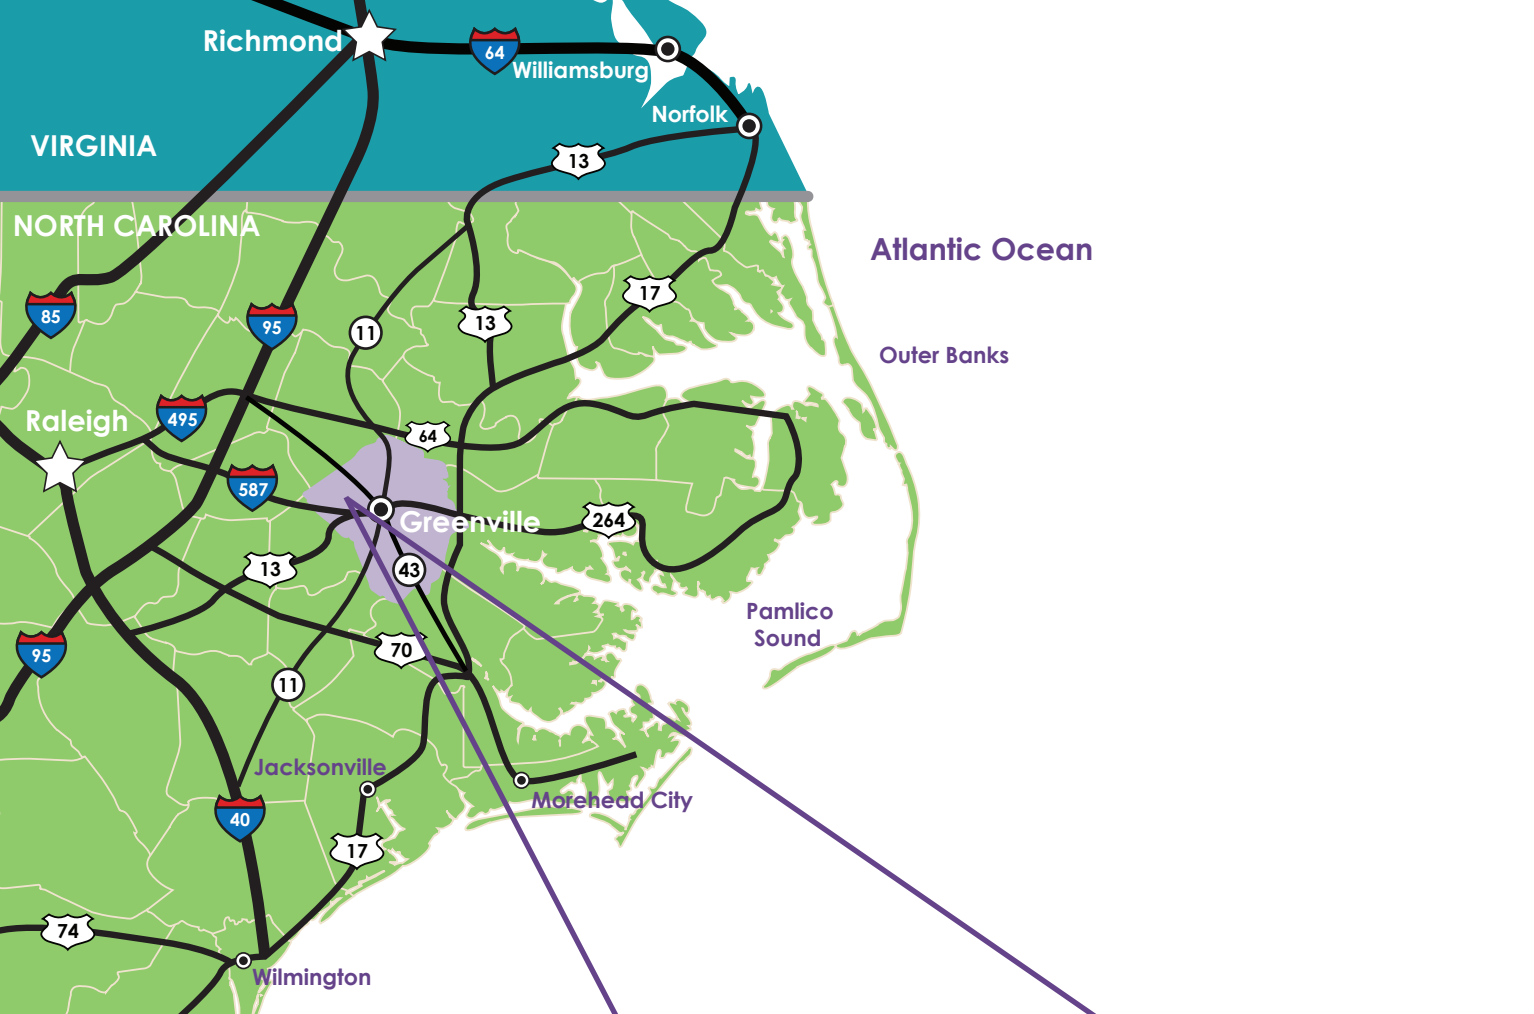 Richmond
64
Williamsburg
Norfolk
VIRGINIA
13
NORTH CAROLINA
Atlantic Ocean
17
85
95
11
13
Outer Banks
Raleigh
495
64
587
Greenville
264
13
43
Pamlico
Sound
95
70
11
Jacksonville
Morehead City
40
17
74
Wilmington